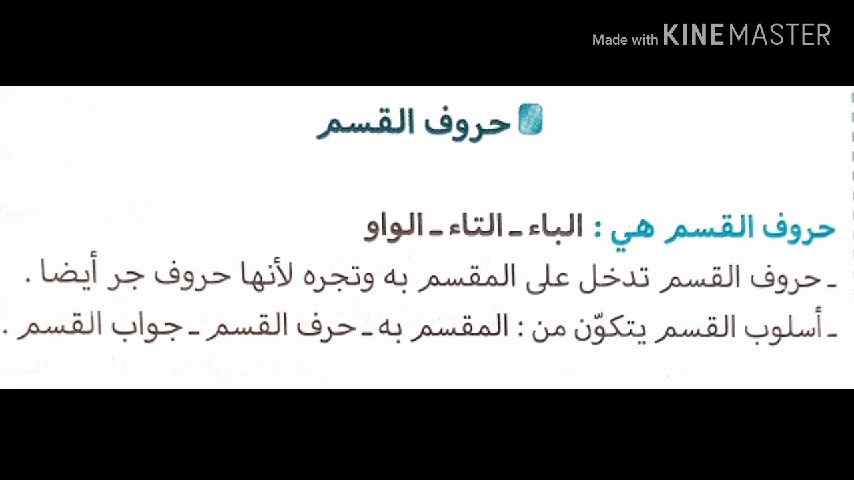 Made with KINEMASTER
حروف القسم
حروف القسم هي : الباء ـ التاء ـ الواو
ـ حروف القسم تدخل على المقسم به وتجره لأنها حروف جر أيضا .
ـ أسلوب القسم يتكوّن من : المقسم به ـ حرف القسم ـ جواب القسم .